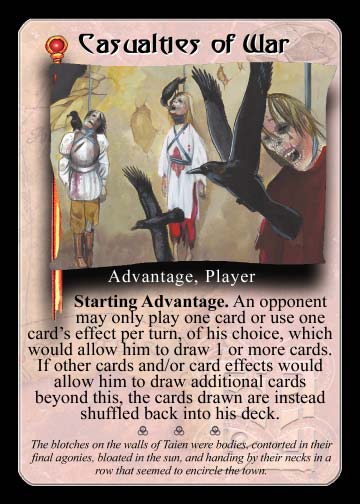 Casualties of War
Advantage, Player
Starting Advantage. An opponent
may only play one card or use one
card's effect per turn, of his choice, which
would allow him to draw 1 or more cards.
If other cards and/or card effects would
allow him to draw additional cards
beyond this, the cards drawn are instead
shuffled back into his deck.
The blotches on the walls of Taien were bodies, contorted in their
final agonies, bloated in the sun, and handing by their necks in a
row that seemed to encircle the town.